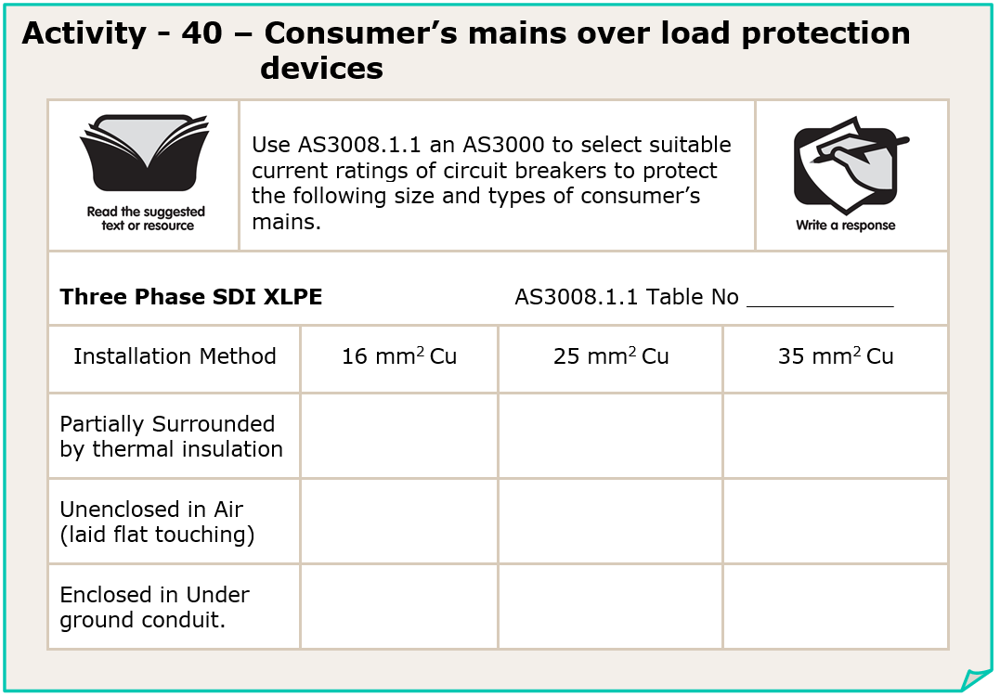 Activity - 40 – Consumer’s mains over load protection
devices
Read the suggested
text or resource
Use AS3008.1.1 an AS3000 to select suitable
current ratings of circuit breakers to protect
the following size and types of consumer’s
mains.
Write a response
Three Phase SDI XLPE AS3008.1.1 Table No ____________
Installation Method 16 mm² Cu 25 mm² Cu 35 mm² Cu
Partially Surrounded
by thermal insulation
Unenclosed in Air
(laid flat touching)
Enclosed in Under
ground conduit.